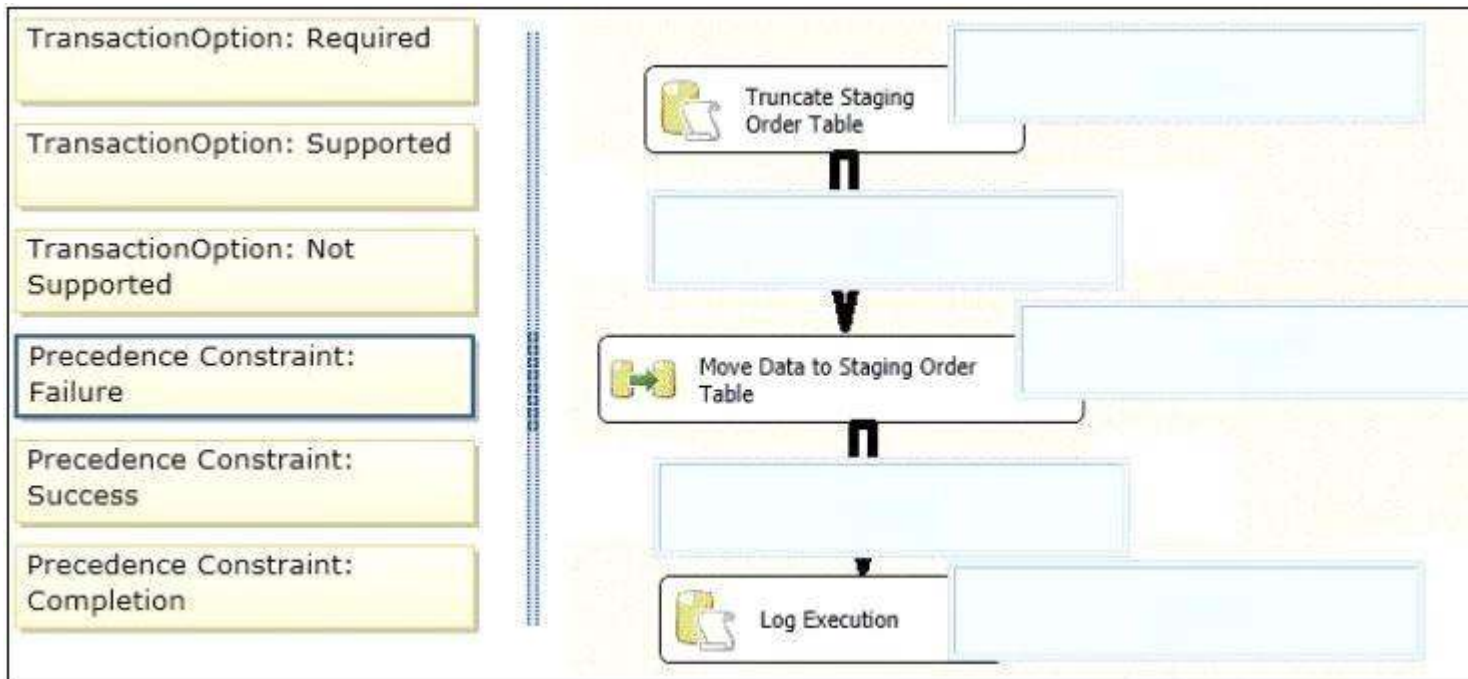 TransactionOption: Required
TransactionOption: Supported
TransactionOption: Not
Supported
Precedence Constraint:
Failure
Precedence Constraint:
Success
Precedence Constraint:
Completion
Truncate Staging
Order Table
Move Data to Staging Order
Table
Log Execution